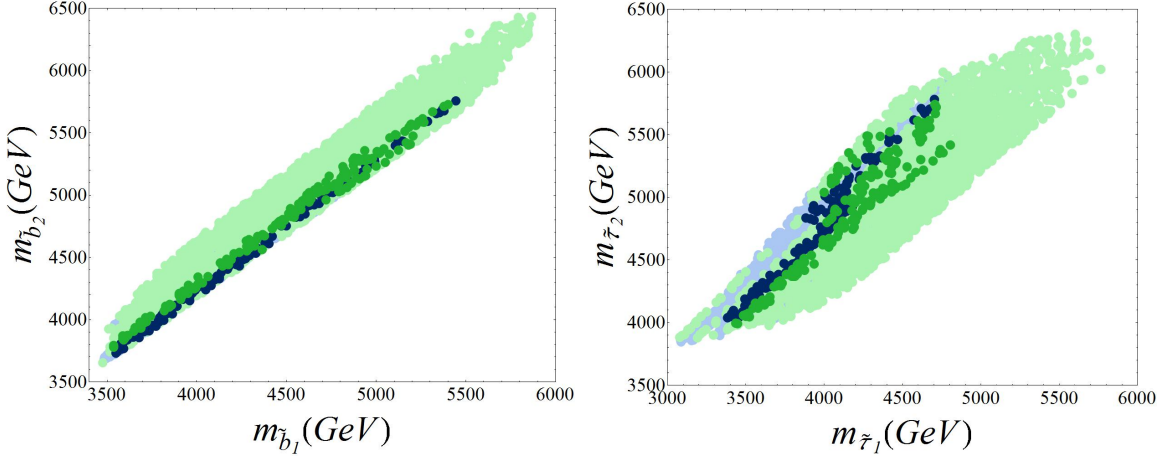 6500
6000
5500
5000
4500
4000
3500
3500 4000 4500 5000 5500 6000
m_{\tilde{b}_2}(GeV)
m_{\tilde{b}_1}(GeV)
6500
6000
5500
5000
4500
4000
3500
3000 3500 4000 4500 5000 5500 6000
m_{\tilde{\tau}_2}(GeV)
m_{\tilde{\tau}_1}(GeV)